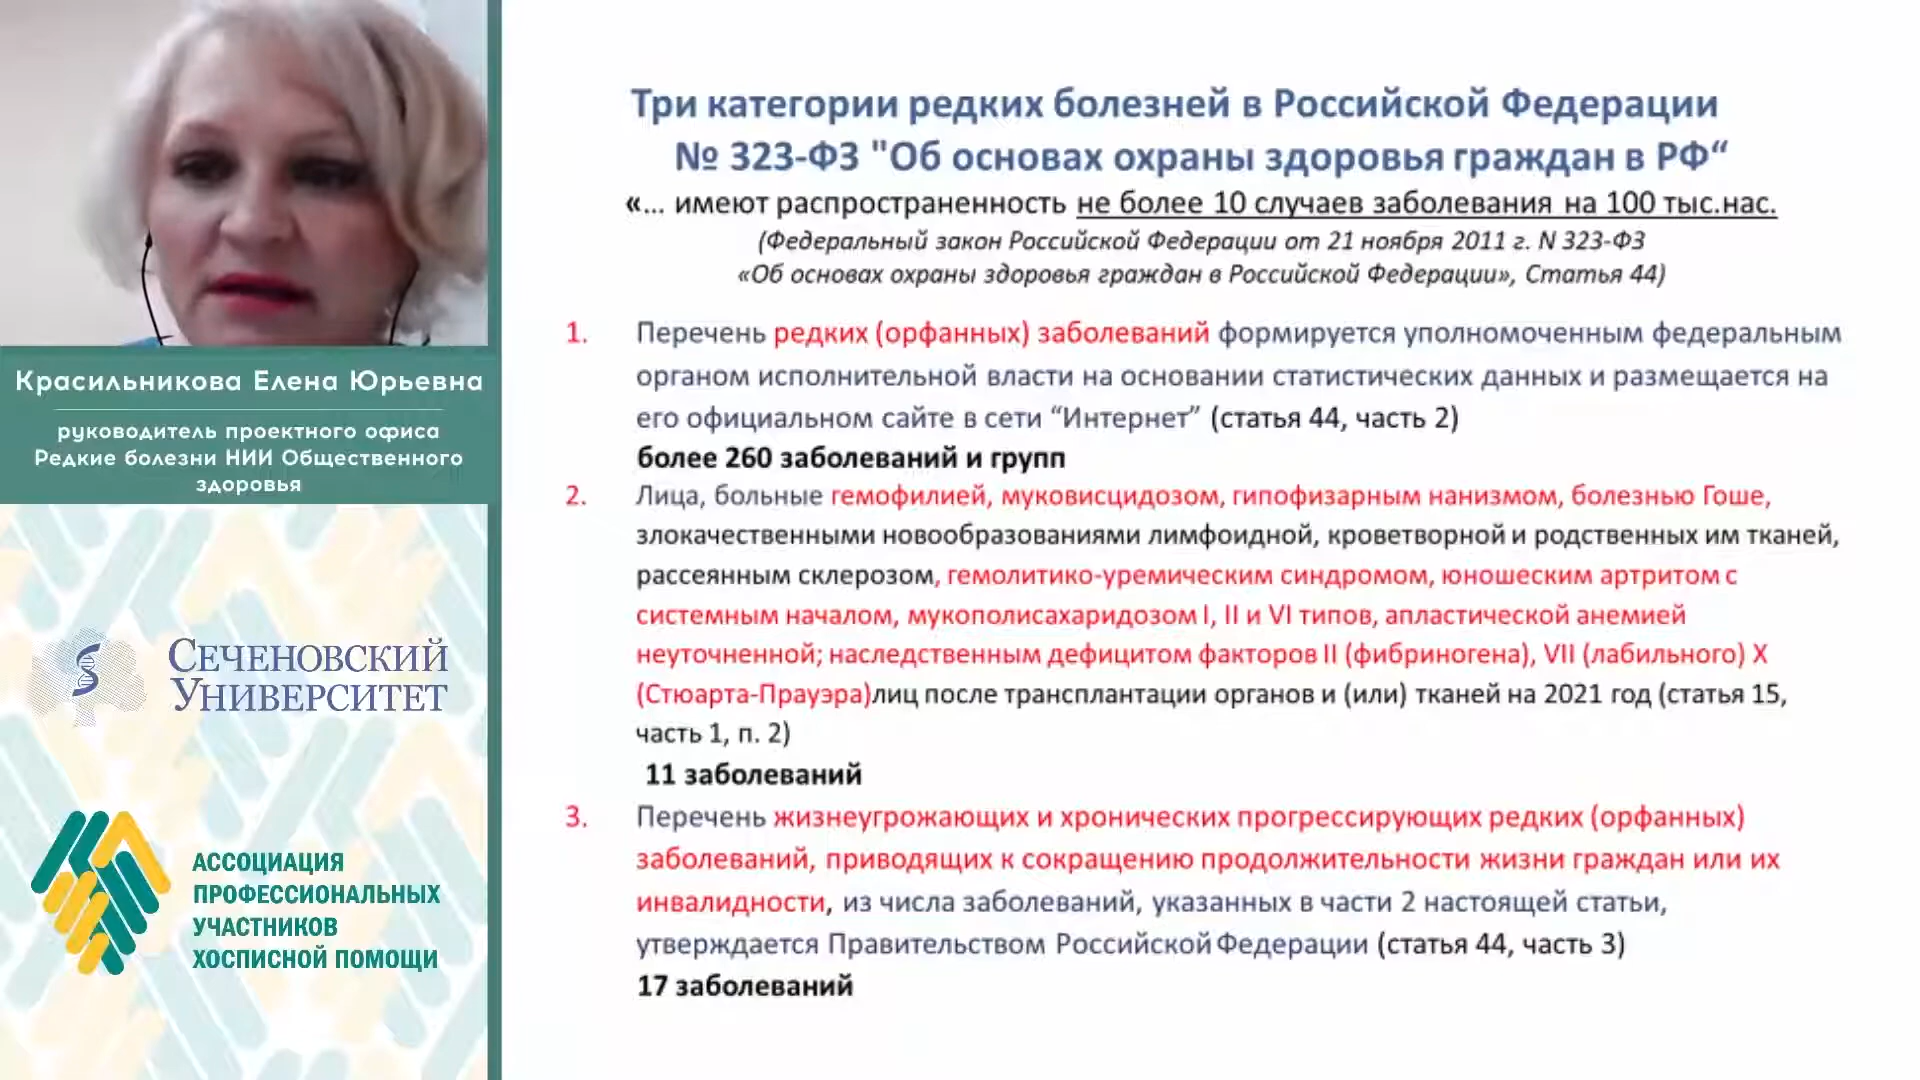 Красильникова Елена Юрьевна
руководитель проектного офиса
Редкие болезни НИИ Общественного
здоровья
СЕЧЕНОВСКИЙ
УНИВЕРСИТЕТ
АССОЦИАЦИЯ
ПРОФЕССИОНАЛЬНЫХ
УЧАСТНИКОВ
ХОСПИСНОЙ ПОМОЩИ
Три категории редких болезней в Российской Федерации
№ 323-ФЗ "Об основах охраны здоровья граждан в РФ“
«... имеют распространенность не более 10 случаев заболевания на 100 тыс.нас.
(Федеральный закон Российской Федерации от 21 ноября 2011 г. N 323-ФЗ
«Об основах охраны здоровья граждан в Российской Федерации», Статья 44)
1. Перечень редких (орфанных) заболеваний формируется уполномоченным федеральным
органом исполнительной власти на основании статистических данных и размещается на
его официальном сайте в сети “Интернет” (статья 44, часть 2)
более 260 заболеваний и групп
2. Лица, больные гемофилией, муковисцидозом, гипофизарным нанизмом, болезнью Гоше,
злокачественными новообразованиями лимфоидной, кроветворной и родственных им тканей,
рассеянным склерозом, гемолитико-уремическим синдромом, юношеским артритом с
системным началом, мукополисахаридозом I, II и VI типов, апластической анемией
неуточненной; наследственным дефицитом факторов II (фибриногена), VII (лабильного) X
(Стюарта-Прауэра)лиц после трансплантации органов и (или) тканей на 2021 год (статья 15,
часть 1, п. 2)
11 заболеваний
3. Перечень жизнеугрожающих и хронических прогрессирующих редких (орфанных)
заболеваний, приводящих к сокращению продолжительности жизни граждан или их
инвалидности, из числа заболеваний, указанных в части 2 настоящей статьи,
утверждается Правительством Российской Федерации (статья 44, часть 3)
17 заболеваний